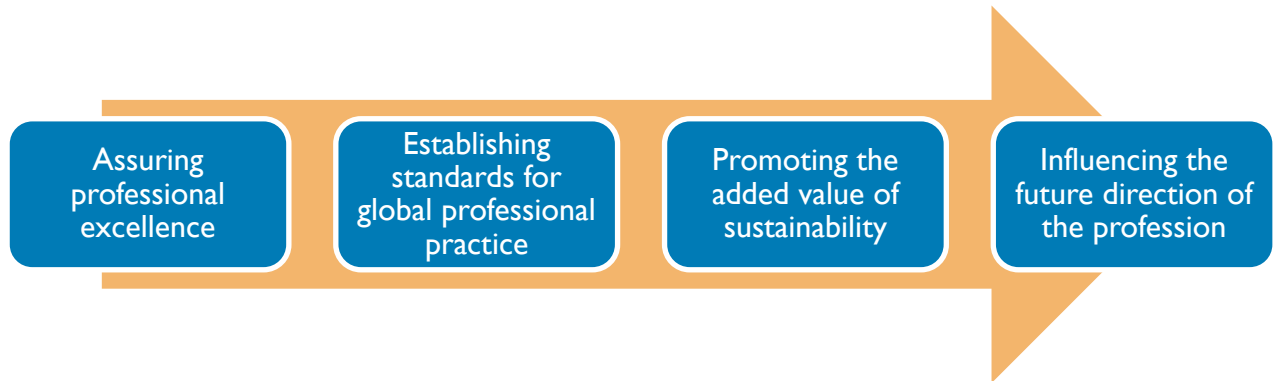 Assuring
professional
excellence
Establishing
standards for
global professional
practice
Promoting the
added value of
sustainability
Influencing the
future direction of
the profession